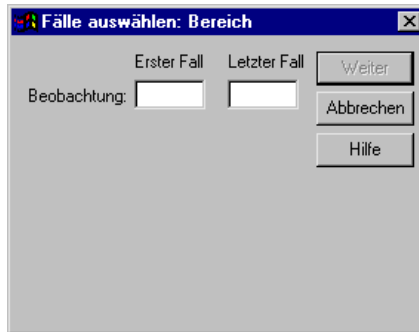 Fälle auswählen: Bereich
Erster Fall Letzter Fall
Beobachtung:
Weiter
Abbrechen
Hilfe